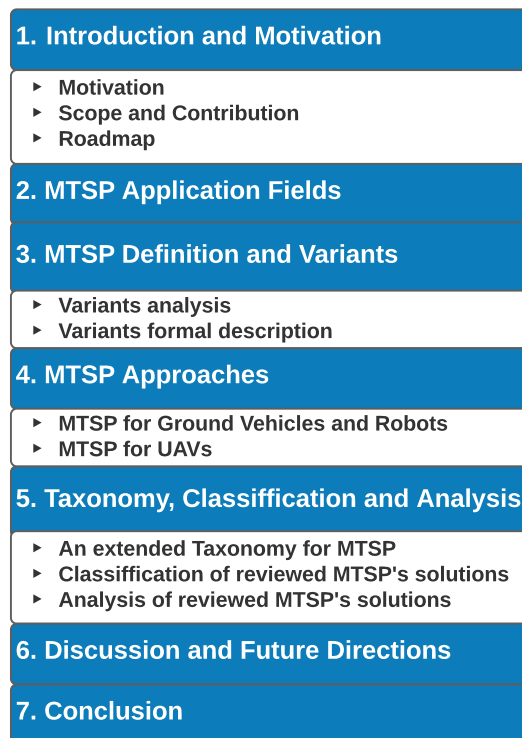 1. Introduction and Motivation
Motivation
Scope and Contribution
Roadmap
2. MTSP Application Fields
3. MTSP Definition and Variants
Variants analysis
Variants formal description
4. MTSP Approaches
MTSP for Ground Vehicles and Robots
MTSP for UAVs
5. Taxonomy, Classiffication and Analysis
An extended Taxonomy for MTSP
Classiffication of reviewed MTSP's solutions
Analysis of reviewed MTSP's solutions
6. Discussion and Future Directions
7. Conclusion